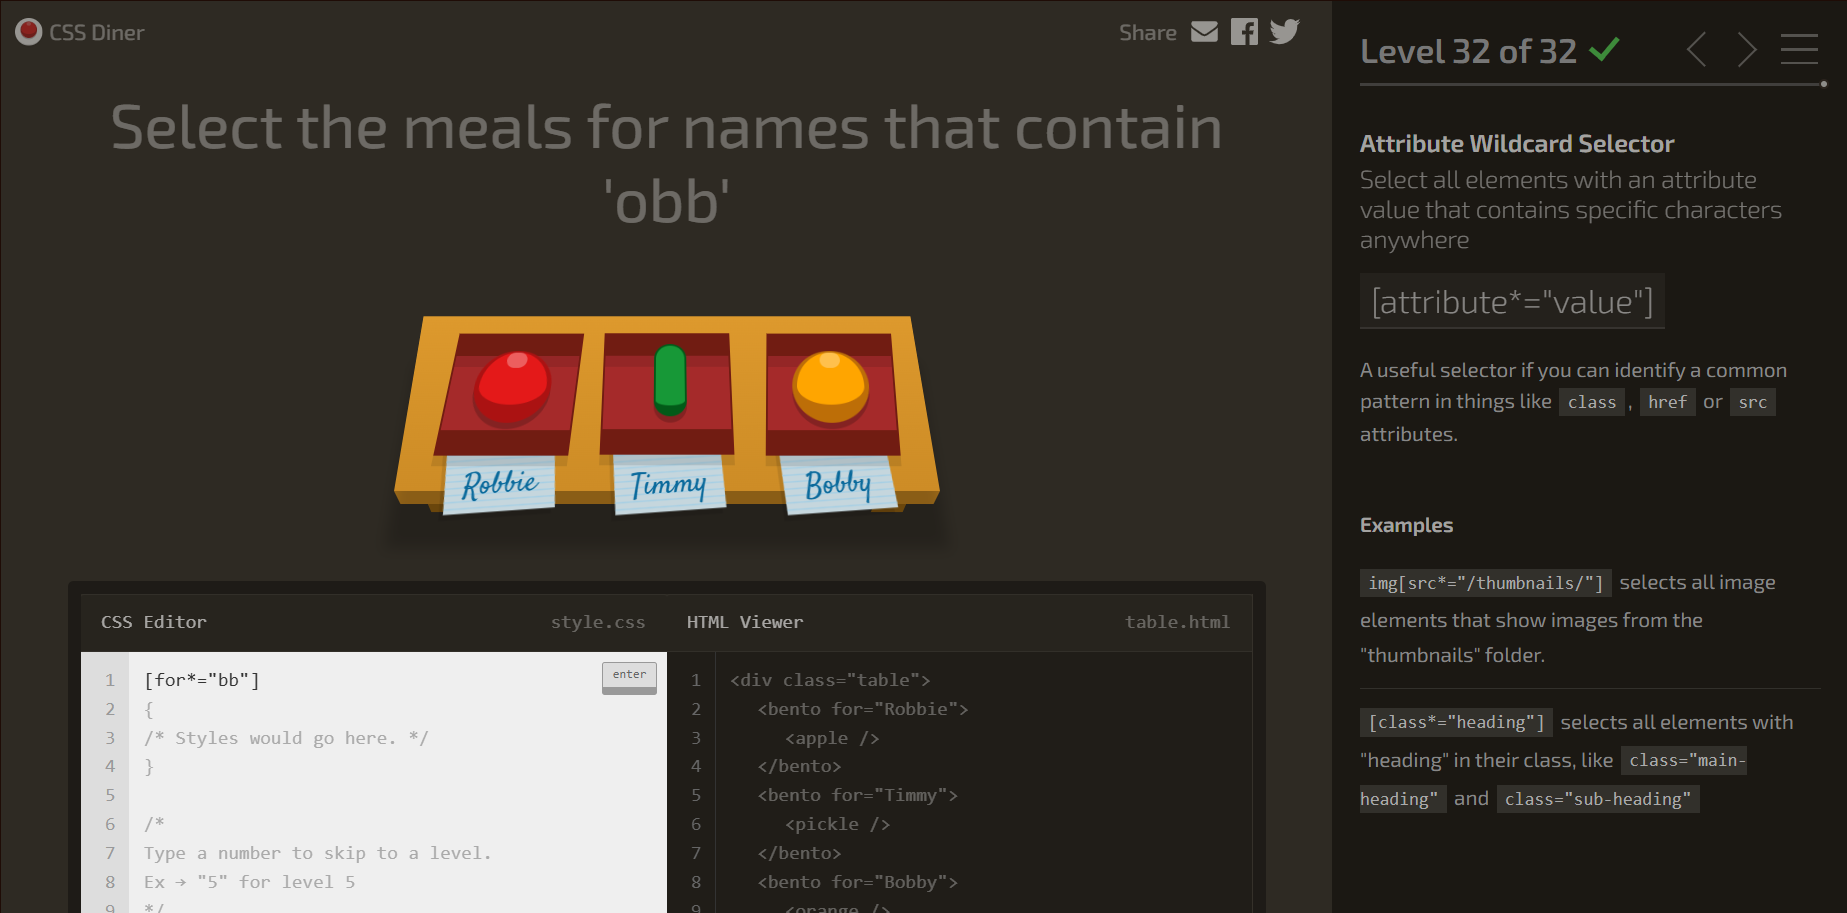 CSS Diner
Share
Select the meals for names that contain
'obb'
Robbie
Timmy
Bobby
CSS Editor
style.css
1 [for*="bb"]
enter
2 {
3 /* Styles would go here. */
4 }
5
6 /*
7 Type a number to skip to a level.
8 Ex → "5" for level 5
9 */
HTML Viewer
table.html
1 <div class="table">
2 <bento for="Robbie">
3 <apple />
4 </bento>
5 <bento for="Timmy">
6 <pickle />
7 </bento>
8 <bento for="Bobby">
9 <orange />
Level 32 of 32
Attribute Wildcard Selector
Select all elements with an attribute
value that contains specific characters
anywhere
[attribute*="value"]
A useful selector if you can identify a common
pattern in things like class , href or src
attributes.
Examples
img[src*="/thumbnails/"] selects all image
elements that show images from the
"thumbnails" folder.
[class*="heading"] selects all elements with
"heading" in their class, like class="main-
heading" and class="sub-heading"